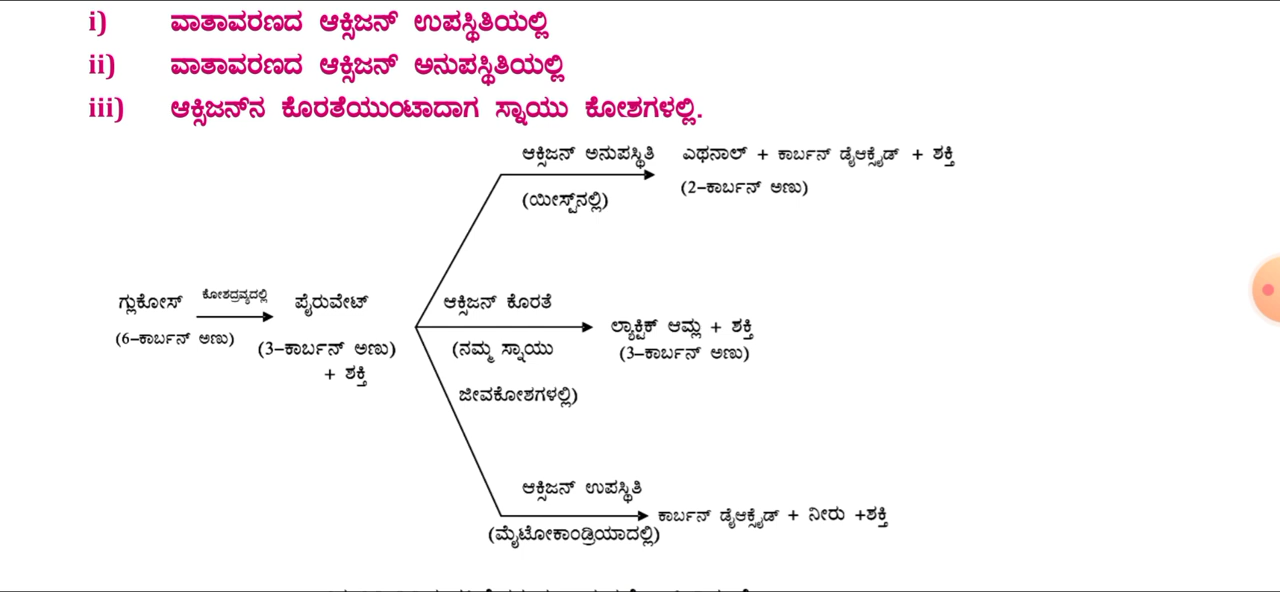 i) ವಾತಾವರಣದ ಆಕ್ಸಿಜನ್ ಉಪಸ್ಥಿತಿಯಲ್ಲಿ
ii) ವಾತಾವರಣದ ಆಕ್ಸಿಜನ್ ಅನುಪಸ್ಥಿತಿಯಲ್ಲಿ
iii) ಆಕ್ಸಿಜನ್‌ನ ಕೊರತೆಯುಂಟಾದಾಗ ಸ್ನಾಯು ಕೋಶಗಳಲ್ಲಿ.
ಆಕ್ಸಿಜನ್ ಅನುಪಸ್ಥಿತಿ ಎಥನಾಲ್ + ಕಾರ್ಬನ್ ಡೈಆಕ್ಸೈಡ್ + ಶಕ್ತಿ
(ಯೀಸ್ಟ್‌ನಲ್ಲಿ) (2–ಕಾರ್ಬನ್ ಅಣು)
ಗ್ಲುಕೋಸ್ ಕೋಶದ್ರವ್ಯದಲ್ಲಿ ಪೈರುವೇಟ್ ಆಕ್ಸಿಜನ್ ಕೊರತೆ
ಲ್ಯಾಕ್ಟಿಕ್ ಆಮ್ಲ + ಶಕ್ತಿ
(6–ಕಾರ್ಬನ್ ಅಣು) (3–ಕಾರ್ಬನ್ ಅಣು) (ನಮ್ಮ ಸ್ನಾಯು (3–ಕಾರ್ಬನ್ ಅಣು)
+ ಶಕ್ತಿ
ಜೀವಕೋಶಗಳಲ್ಲಿ)
ಆಕ್ಸಿಜನ್ ಉಪಸ್ಥಿತಿ
ಕಾರ್ಬನ್ ಡೈಆಕ್ಸೈಡ್ + ನೀರು +ಶಕ್ತಿ
(ಮೈಟೋಕಾಂಡ್ರಿಯಾದಲ್ಲಿ)